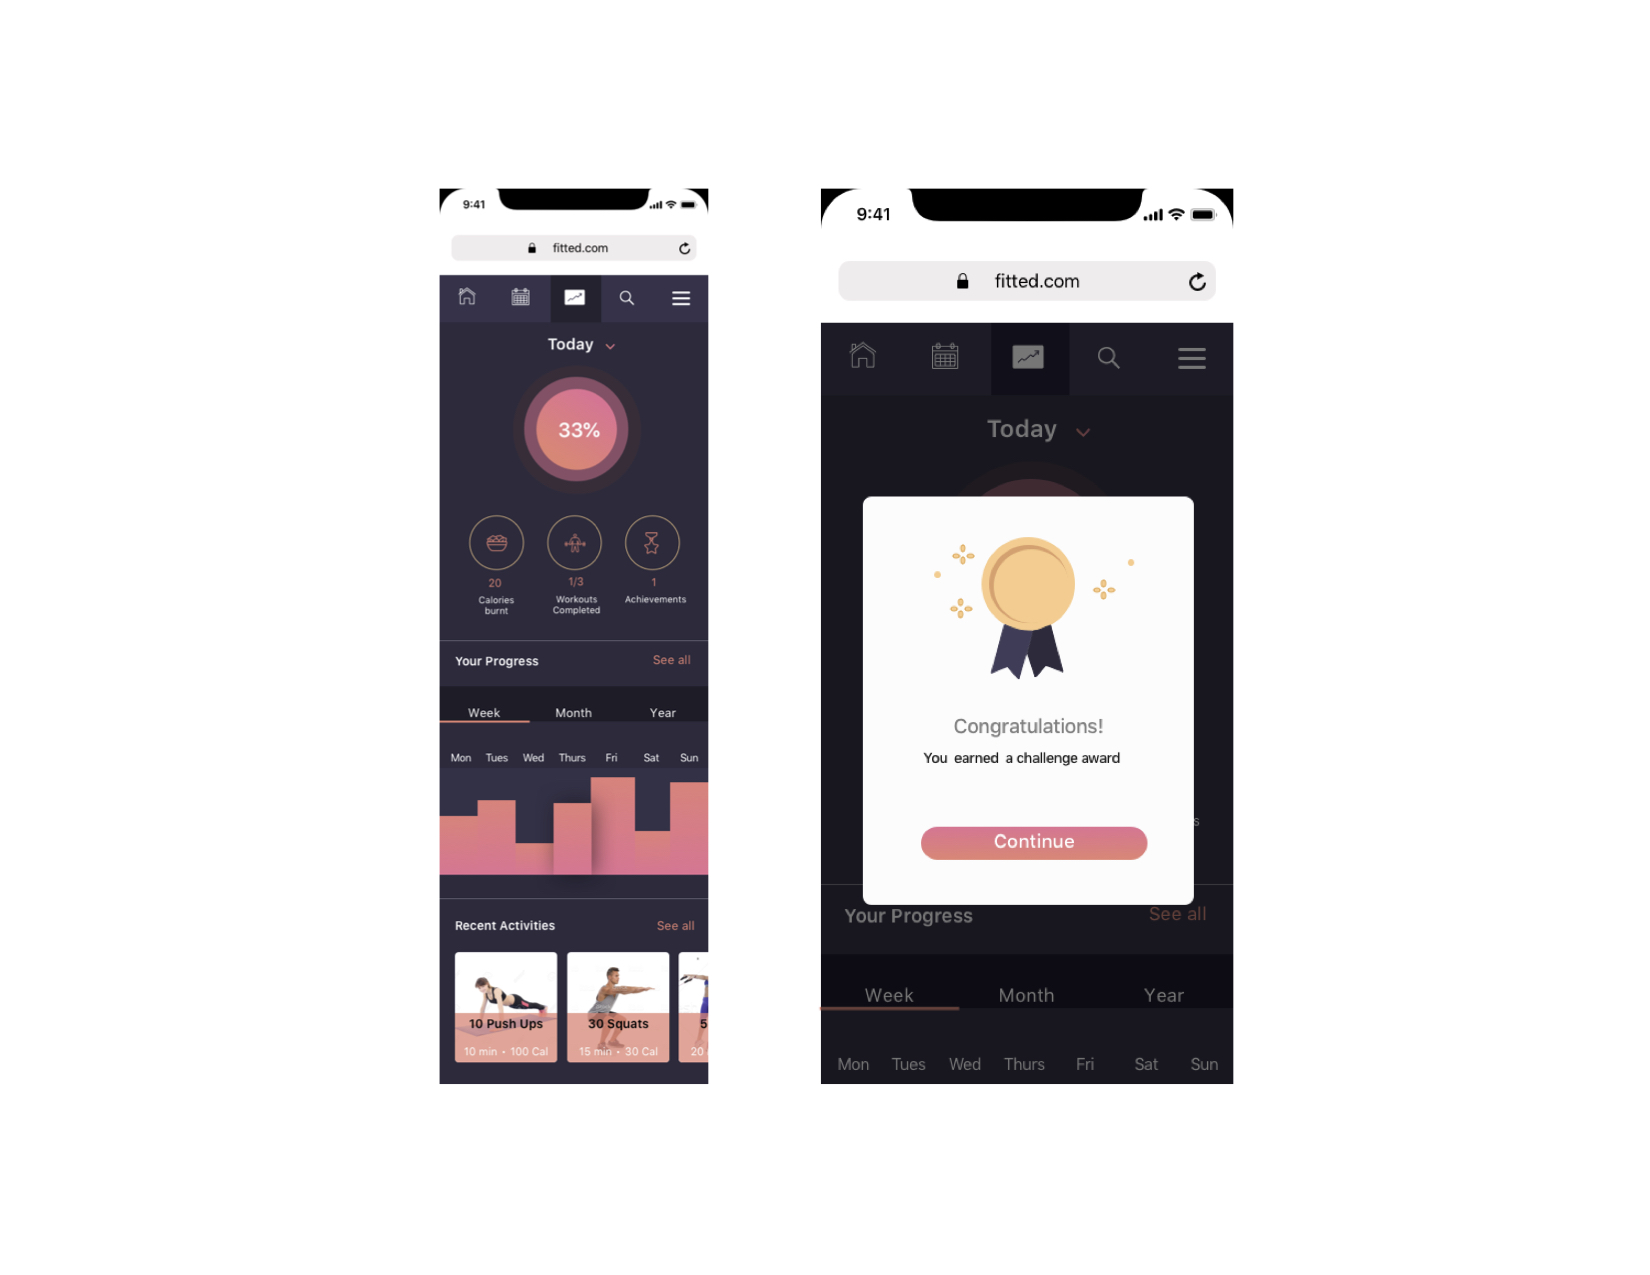 9:41
fitted.com
Today
33%
20
Calories
burnt
1/3
Workouts
Completed
1
Achievements
Your Progress
See all
Week Month Year
Mon Tues Wed Thurs Fri Sat Sun
Recent Activities
See all
10 Push Ups
10 min • 100 Cal
30 Squats
15 min • 30 Cal
5
20
9:41
fitted.com
Today
Congratulations!
You earned a challenge award
Continue
s
Your Progress
See all
Week Month Year
Mon Tues Wed Thurs Fri Sat Sun